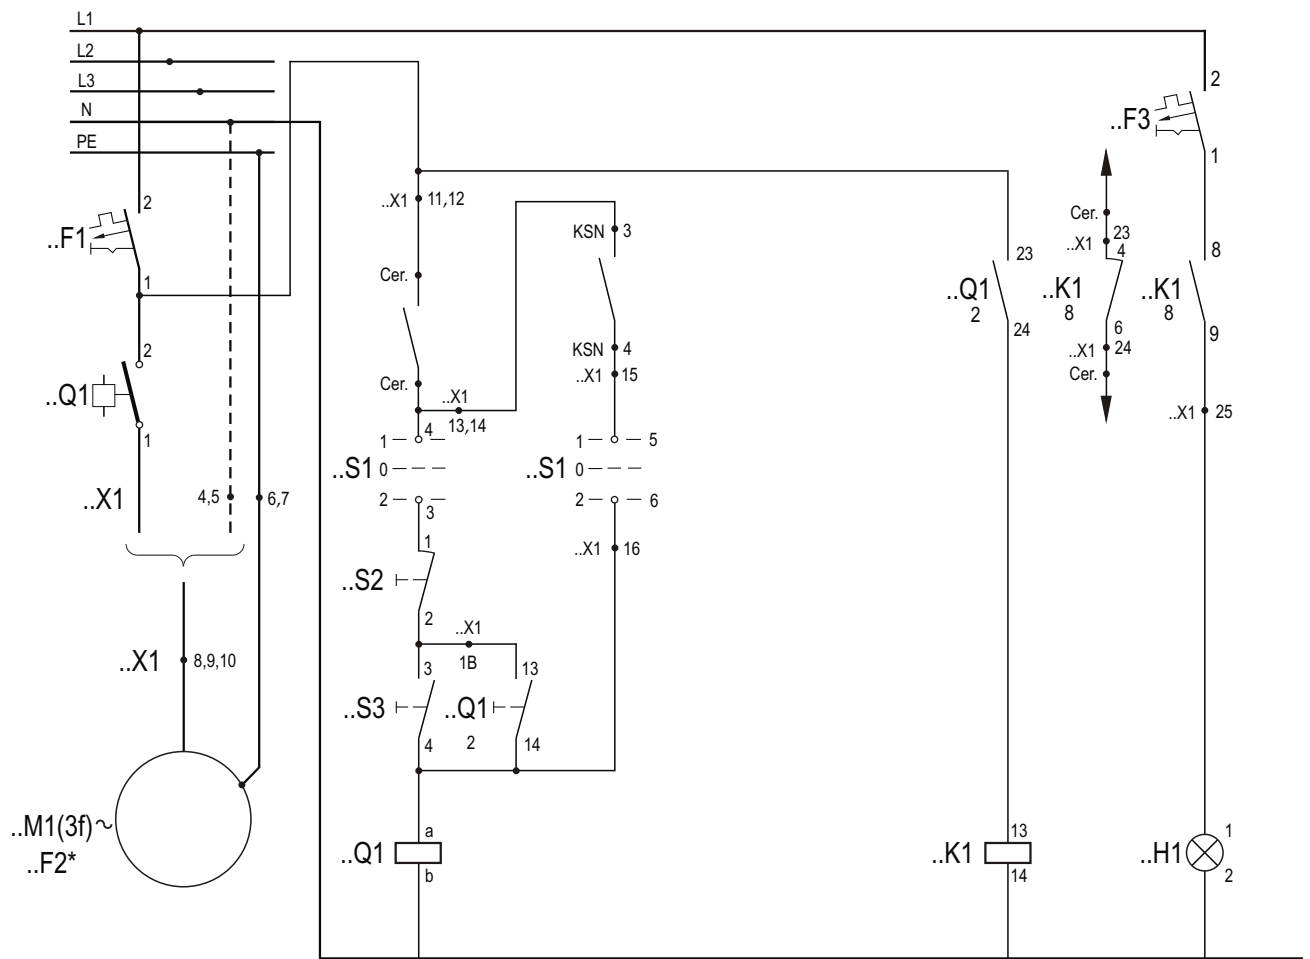 L1
L2
L3
N
PE
2
..F1
1
2
..Q1
1
..X1
4,5
6,7
..X1
8,9,10
..M1(3f)~
..F2*
..X1
11,12
Cer.
Cer.
..X1
13,14
4
1
..S1
0
2
3
1
..S2
2
..X1
1B
3
..S3
4
13
..Q1
2
14
a
..Q1
b
KSN
3
KSN
4
..X1
15
1
5
..S1
0
2
6
..X1
16
23
..Q1
2
24
13
..K1
14
Cer.
23
..X1
4
..K1
8
6
..X1
24
Cer.
2
..F3
1
8
..K1
8
9
..X1
25
1
..H1
2